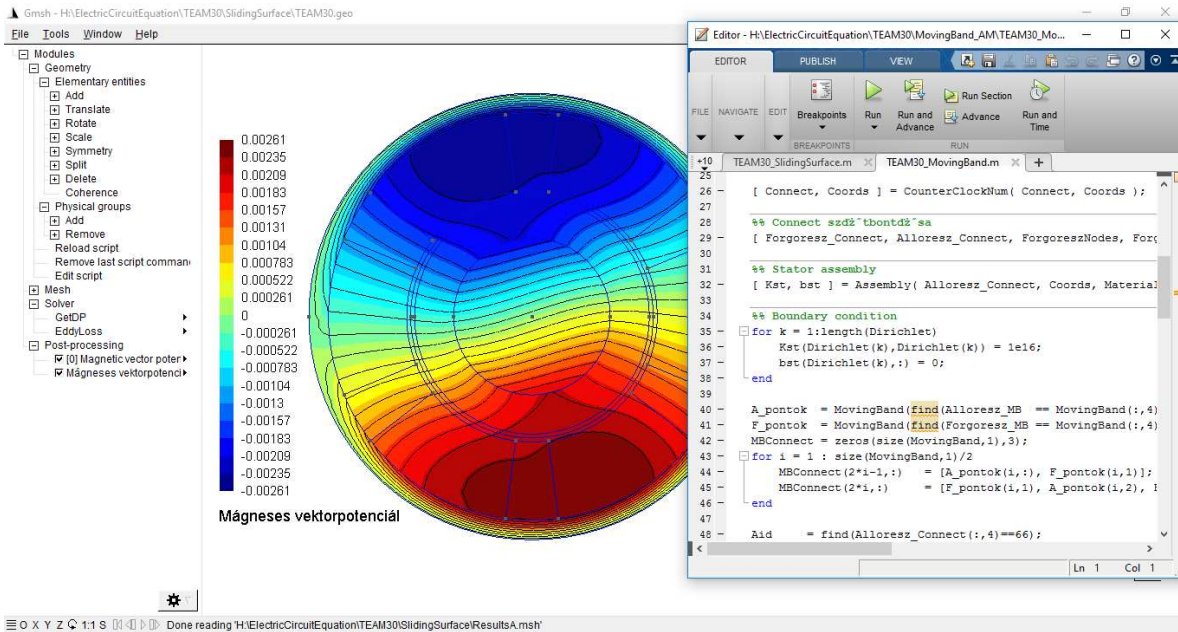 Gmsh - H:\ElectricCircuitEquation\TEAM30\SlidingSurface\TEAM30.geo
File Tools Window Help
Modules
Geometry
Elementary entities
Add
Translate
Rotate
Scale
Symmetry
Split
Delete
Coherence
Physical groups
Add
Remove
Reload script
Remove last script comman
Edit script
Mesh
Solver
GetDP
EddyLoss
Post-processing
[0] Magnetic vector poter
Mágneses vektorpotenci
0.00261
0.00235
0.00209
0.00183
0.00157
0.00131
0.00104
0.000783
0.000522
0.000261
0
-0.000261
-0.000522
-0.000783
-0.00104
-0.0013
-0.00157
-0.00183
-0.00209
-0.00235
-0.00261
Mágneses vektorpotenciál
Editor - H:\ElectricCircuitEquation\TEAM30\MovingBand_AM\TEAM30_Mo...
EDITOR PUBLISH VIEW
FILE NAVIGATE EDIT
Breakpoints
Run
Run and Advance
Run Section
Advance
Run and Time
BREAKPOINTS RUN
+10 TEAM30_SlidingSurface.m TEAM30_MovingBand.m
25
26 – [ Connect, Coords ] = CounterClockNum( Connect, Coords );
27
28 %% Connect szdź˝tbontdź˝sa
29 – [ Forgoresz_Connect, Alloresz_Connect, ForgoreszNodes, Forg
30
31 %% Stator assembly
32 – [ Kst, bst ] = Assembly( Alloresz_Connect, Coords, Material
33
34 %% Boundary condition
35 – for k = 1:length(Dirichlet)
36 – Kst(Dirichlet(k),Dirichlet(k)) = 1e16;
37 – bst(Dirichlet(k),:) = 0;
38 – end
39
40 – A_pontok = MovingBand(find(Alloresz_MB == MovingBand(:,4)
41 – F_pontok = MovingBand(find(Forgoresz_MB == MovingBand(:,4)
42 – MBConnect = zeros(size(MovingBand,1),3);
43 – for i = 1 : size(MovingBand,1)/2
44 – MBConnect(2*i-1,:) = [A_pontok(i,:), F_pontok(i,1)];
45 – MBConnect(2*i,:) = [F_pontok(i,1), A_pontok(i,2), F
46 – end
47
48 – Aid = find(Alloresz_Connect(:,4)==66);
Ln 1 Col 1
O X Y Z 1:1 S Done reading 'H:\ElectricCircuitEquation\TEAM30\SlidingSurface\ResultsA.msh'